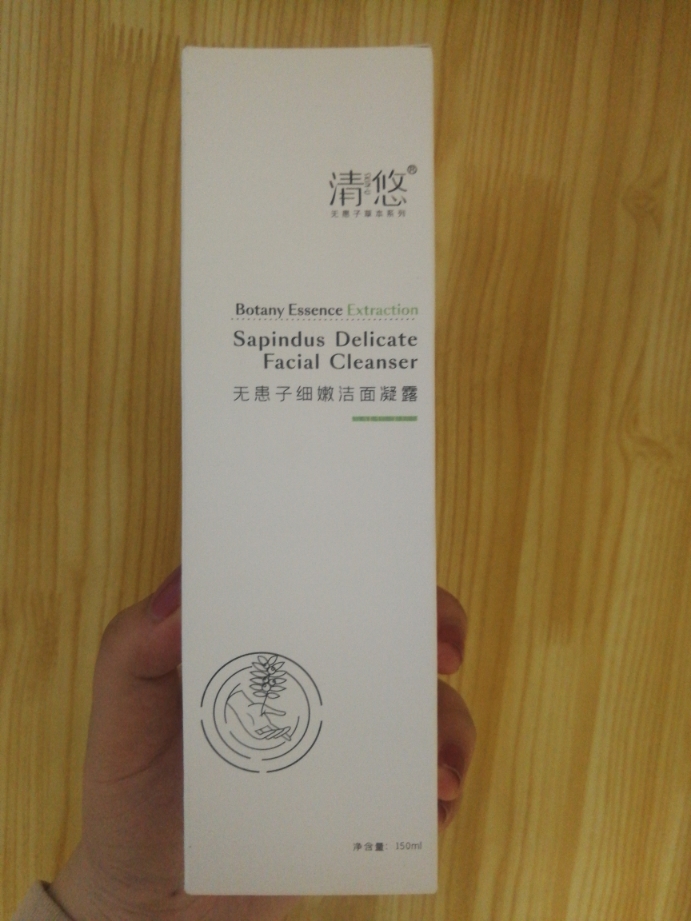 清悠®
无患子草本系列
Botany Essence Extraction
Sapindus Delicate
Facial Cleanser
无患子细嫩洁面凝露
净含量：150ml